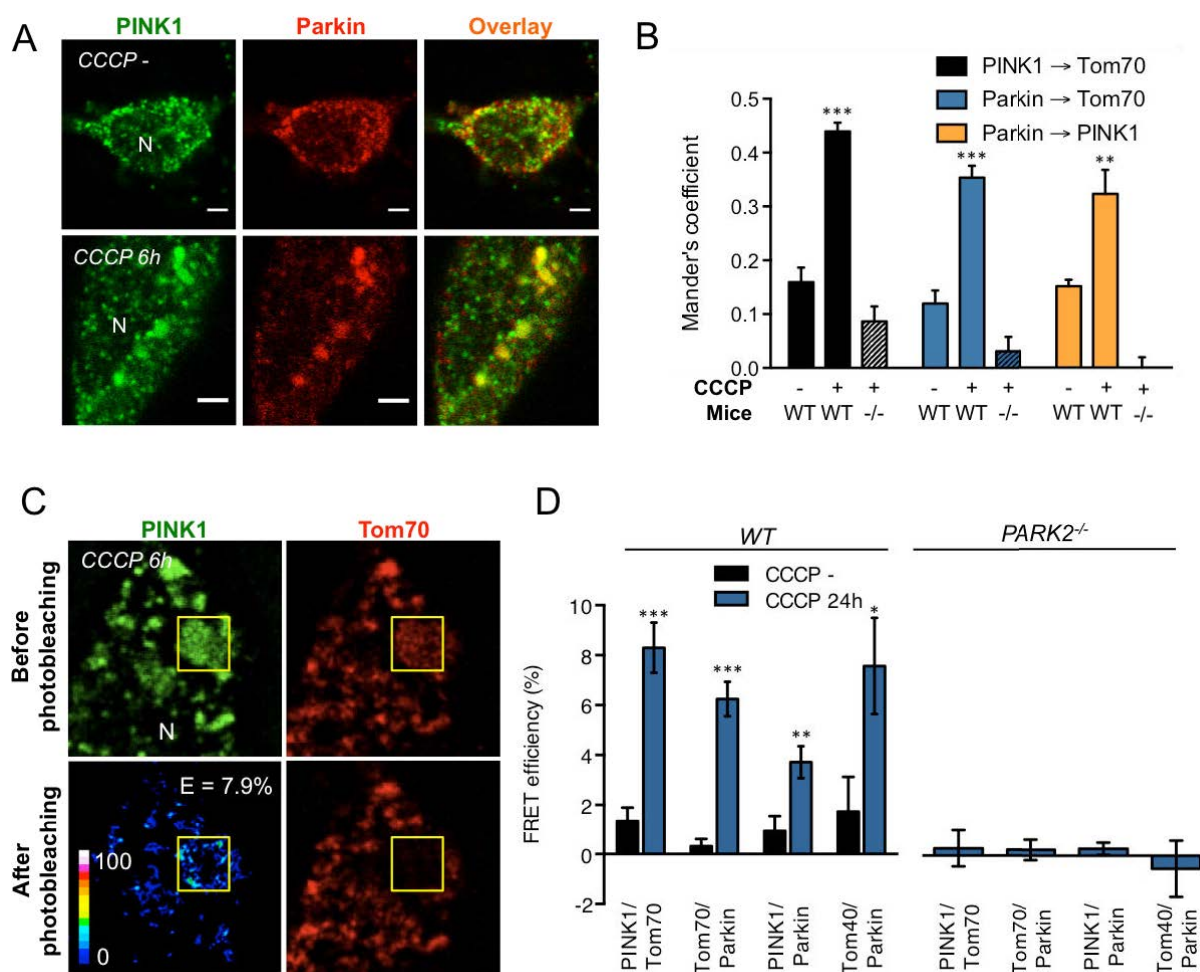 A
PINK1 Parkin Overlay
CCCP -
N
CCCP 6h
N
B
PINK1 → Tom70
Parkin → Tom70
Parkin → PINK1
Mander's coefficient
0.5
0.4
0.3
0.2
0.1
0.0
*** *** **
CCCP - + + - + + - + +
Mice WT WT -/- WT WT -/- WT WT -/-
C
PINK1 Tom70
Before
photobleaching
CCCP 6h
N
After
photobleaching
E = 7.9%
100
0
D
WT PARK2-/-
CCCP -
CCCP 24h
FRET efficiency (%)
10
8
6
4
2
0
-2
*** *** ** *
PINK1/
Tom70
Tom70/
Parkin
PINK1/
Parkin
Tom40/
Parkin
PINK1/
Tom70
Tom70/
Parkin
PINK1/
Parkin
Tom40/
Parkin